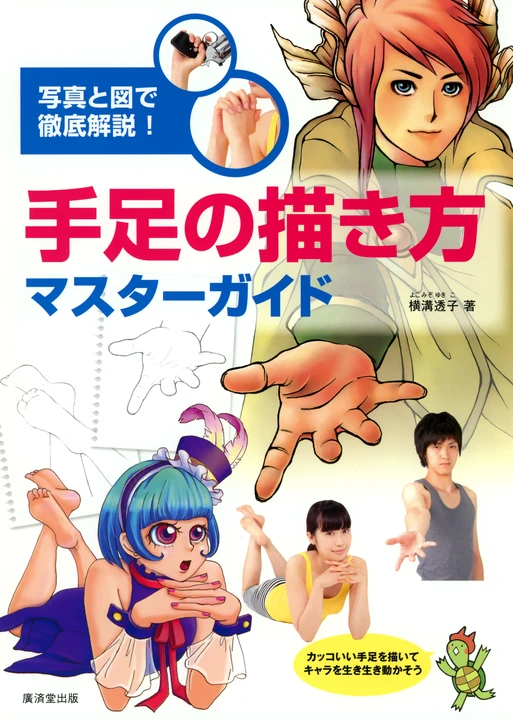 写真と図で
徹底解説！
手足の描き方
マスターガイド
よこみぞ ゆき こ
横溝透子 著
カッコいい手足を描いて
キャラを生き生き動かそう
廣済堂出版